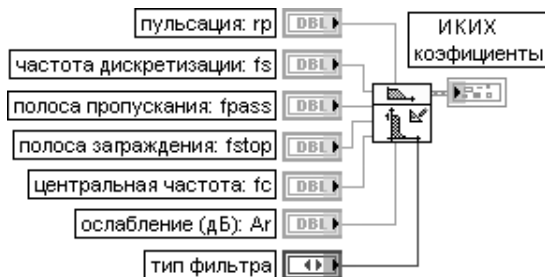 пульсация: rp
DBL
ИКИХ
коэфициенты
частота дискретизации: fs
DBL
полоса пропускания: fpass
DBL
полоса заграждения: fstop
DBL
центральная частота: fc
DBL
ослабление (дБ): Ar
DBL
тип фильтра